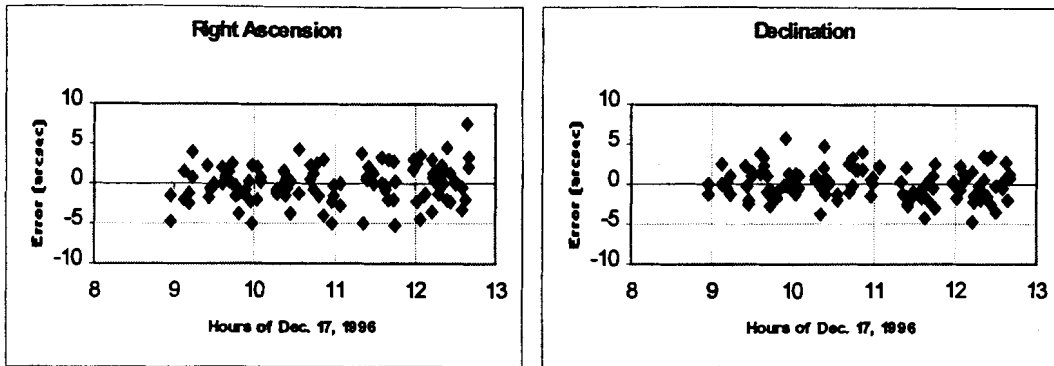 Right Ascension
Error (arcsec)
10
5
0
-5
-10
8 9 10 11 12 13
Hours of Dec. 17, 1996
Declination
Error (arcsec)
10
5
0
-5
-10
8 9 10 11 12 13
Hours of Dec. 17, 1996